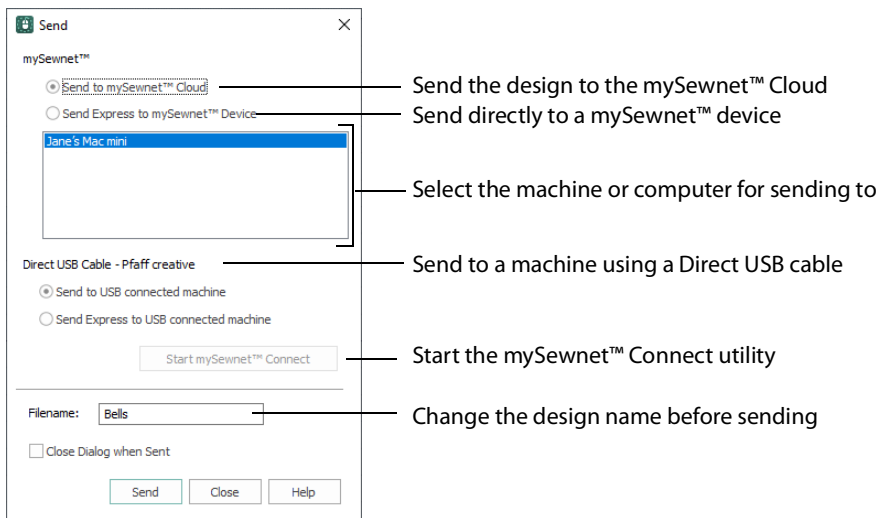 Send
mySewnet™
Send to mySewnet™ Cloud
Send the design to the mySewnet™ Cloud
Send Express to mySewnet™ Device
Send directly to a mySewnet™ device
Jane's Mac mini
Select the machine or computer for sending to
Direct USB Cable - Pfaff creative
Send to a machine using a Direct USB cable
Send to USB connected machine
Send Express to USB connected machine
Start mySewnet™ Connect
Start the mySewnet™ Connect utility
Filename: Bells
Change the design name before sending
Close Dialog when Sent
Send Close Help